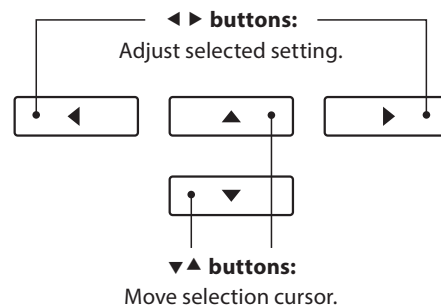 ◀ ▶ buttons:
Adjust selected setting.
▼▲ buttons:
Move selection cursor.